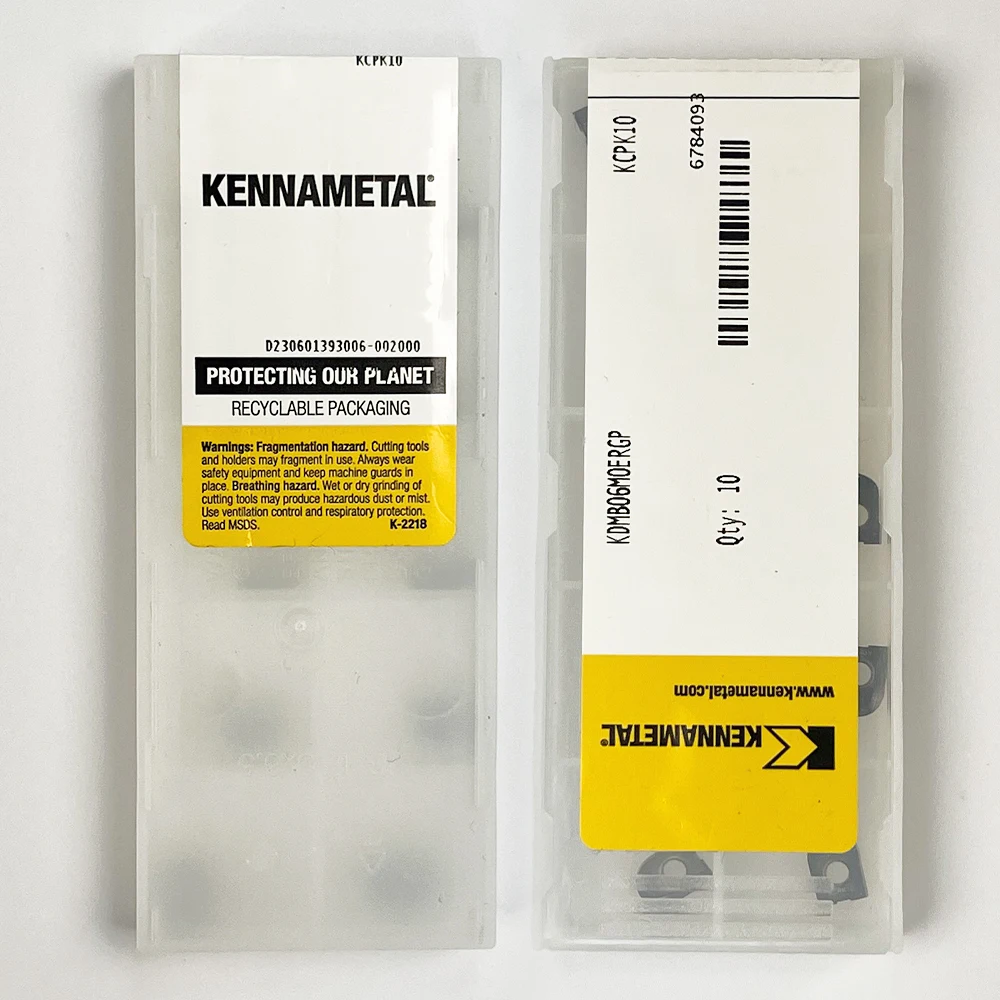 KCPK10
KENNAMETAL®
D230601393006-002000
PROTECTING OUR PLANET
RECYCLABLE PACKAGING
Warnings: Fragmentation hazard. Cutting tools
and holders may fragment in use. Always wear
safety equipment and keep machine guards in
place. Breathing hazard. Wet or dry grinding of
cutting tools may produce hazardous dust or mist.
Use ventilation control and respiratory protection.
Read MSDS. K-2218
KCPK10
6784093
KDMB06M0ERGP
Qty: 10
www.kennametal.com
KENNAMETAL®